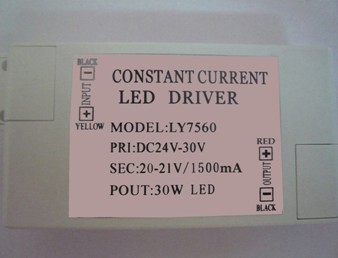 CONSTANT CURRENT
LED DRIVER
MODEL:LY7560
PRI:DC24V-30V
SEC:20-21V/1500mA
POUT:30W LED
BLACK
-
INPUT
+
YELLOW
RED
+
OUTPUT
-
BLACK